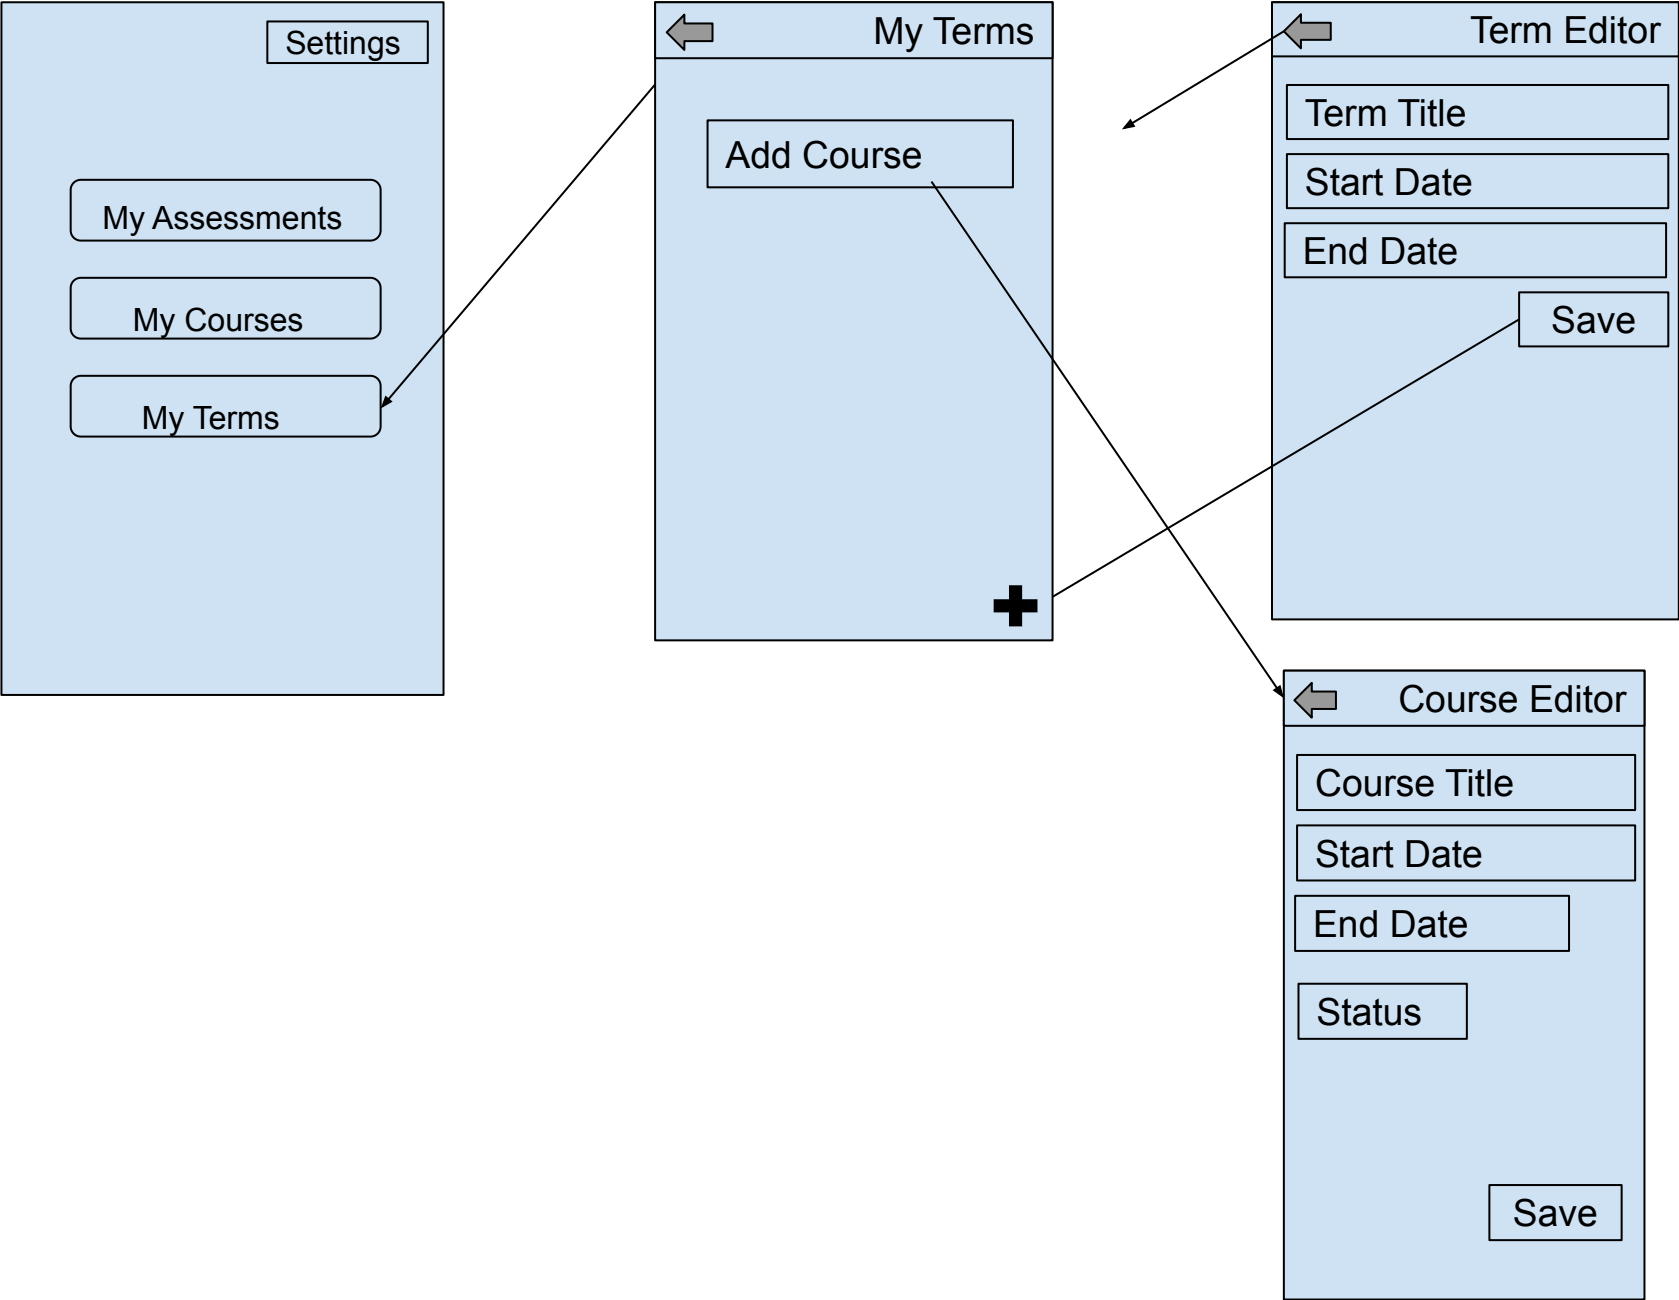 Settings
My Assessments
My Courses
My Terms
My Terms
Add Course
Term Editor
Term Title
Start Date
End Date
Save
Course Editor
Course Title
Start Date
End Date
Status
Save